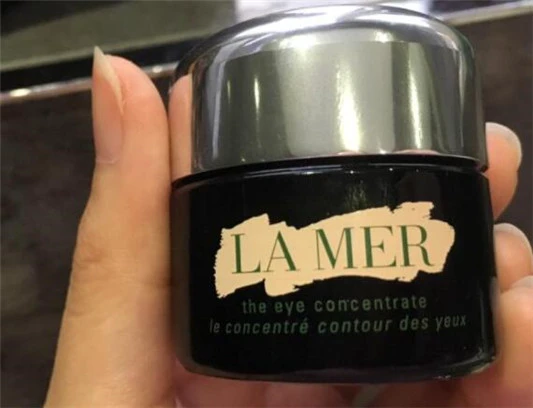 LA MER
the eye concentrate
le concentré contour des yeux